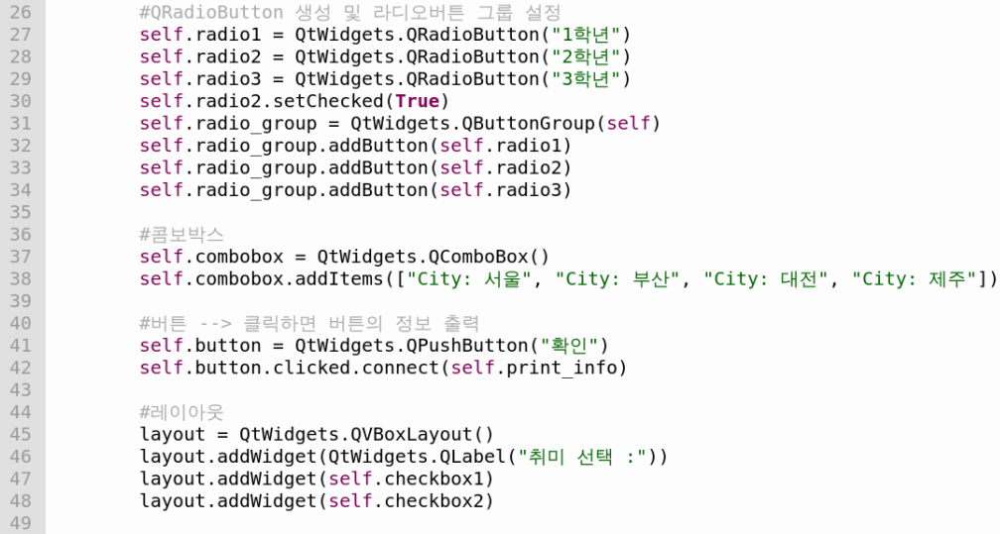 26 #QRadioButton 생성 및 라디오버튼 그룹 설정
27 self.radio1 = QtWidgets.QRadioButton("1학년")
28 self.radio2 = QtWidgets.QRadioButton("2학년")
29 self.radio3 = QtWidgets.QRadioButton("3학년")
30 self.radio2.setChecked(True)
31 self.radio_group = QtWidgets.QButtonGroup(self)
32 self.radio_group.addButton(self.radio1)
33 self.radio_group.addButton(self.radio2)
34 self.radio_group.addButton(self.radio3)
35
36 #콤보박스
37 self.combobox = QtWidgets.QComboBox()
38 self.combobox.addItems(["City: 서울", "City: 부산", "City: 대전", "City: 제주"])
39
40 #버튼 --> 클릭하면 버튼의 정보 출력
41 self.button = QtWidgets.QPushButton("확인")
42 self.button.clicked.connect(self.print_info)
43
44 #레이아웃
45 layout = QtWidgets.QVBoxLayout()
46 layout.addWidget(QtWidgets.QLabel("취미 선택 :"))
47 layout.addWidget(self.checkbox1)
48 layout.addWidget(self.checkbox2)
49